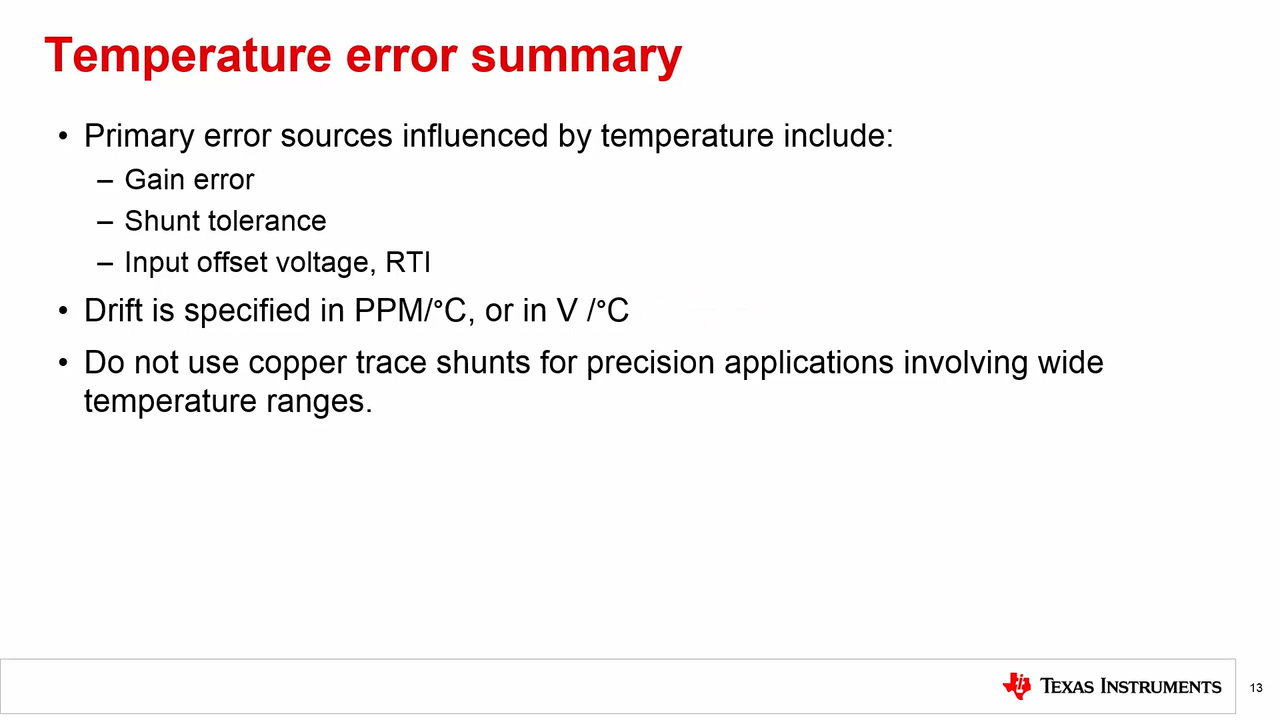 Temperature error summary
• Primary error sources influenced by temperature include:
– Gain error
– Shunt tolerance
– Input offset voltage, RTI
• Drift is specified in PPM/°C, or in V /°C
• Do not use copper trace shunts for precision applications involving wide
temperature ranges.
TEXAS INSTRUMENTS
13